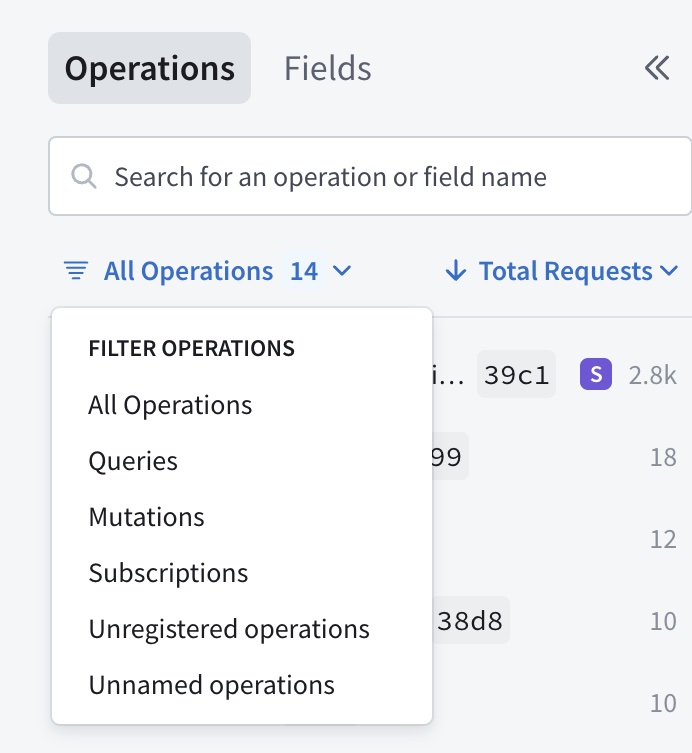 Operations Fields
Search for an operation or field name
All Operations 14 Total Requests
FILTER OPERATIONS
All Operations
Queries
Mutations
Subscriptions
Unregistered operations
Unnamed operations
i... 39c1 S 2.8k
99 18
12
38d8 10
10